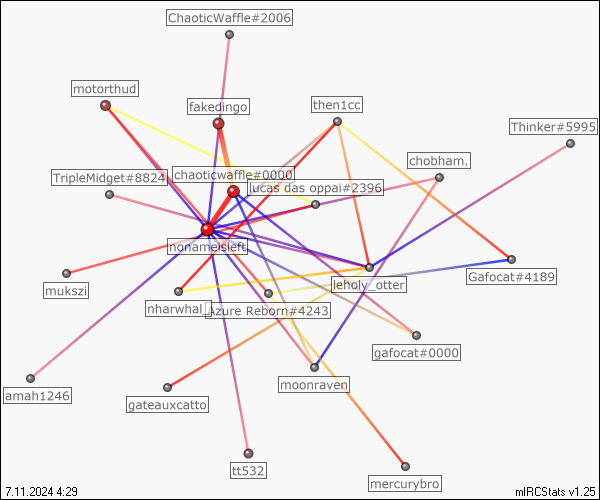 ChaoticWaffle#2006
motorthud
fakedingo
then1cc
Thinker#5995
chobham.
chaoticwaffle#0000
TripleMidget#8824
lucas das oppai#2396
nonameisleft
leholy_otter
Gafocat#4189
mukszi
nharwhal_
Azure Reborn#4243
gafocat#0000
moonraven
amah1246
gateauxcatto
tt532
mercurybro
7.11.2024 4:29
mIRCStats v1.25